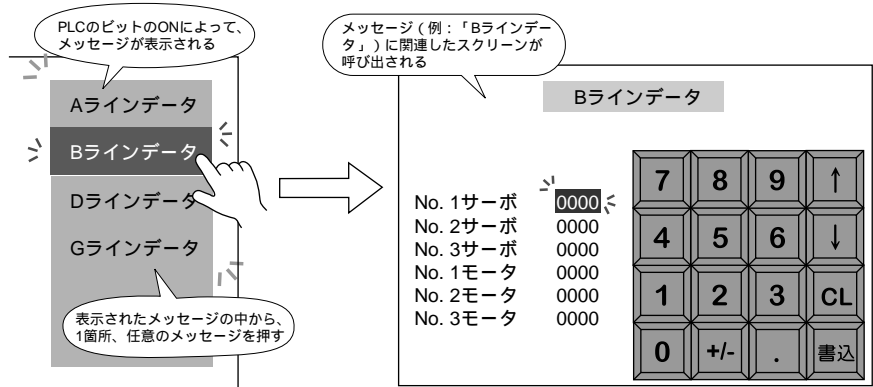 PLCのビットのONによって、
メッセージが表示される
Aラインデータ
Bラインデータ
Dラインデータ
Gラインデータ
表示されたメッセージの中から、
1箇所、任意のメッセージを押す
メッセージ（例：「Bラインデー
タ」）に関連したスクリーンが
呼び出される
Bラインデータ
No. 1サーボ 0000
No. 2サーボ 0000
No. 3サーボ 0000
No. 1モータ 0000
No. 2モータ 0000
No. 3モータ 0000
7 8 9 ↑
4 5 6 ↓
1 2 3 CL
0 +/- . 書込